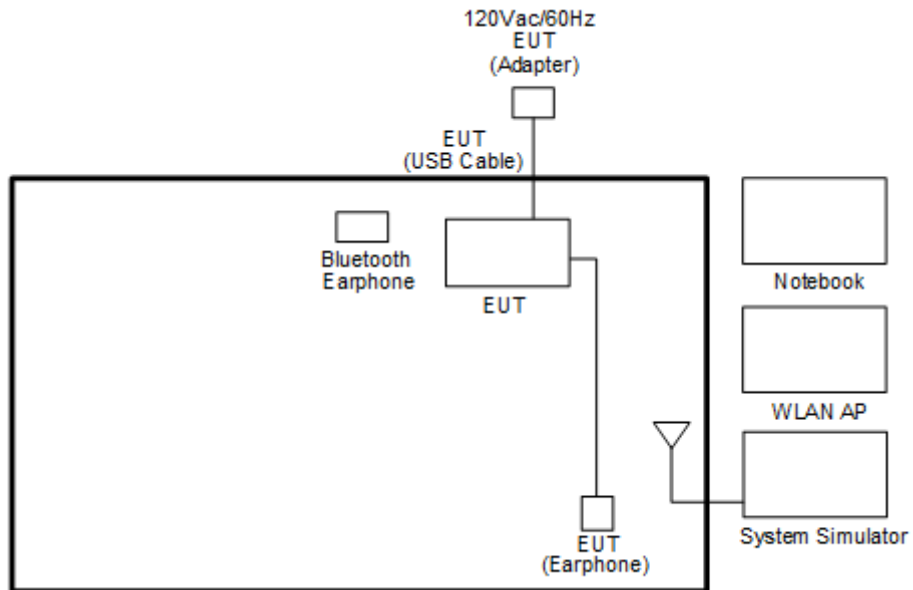 120Vac/60Hz
EUT
(Adapter)
EUT
(USB Cable)
Bluetooth
Earphone
EUT
Notebook
WLAN AP
System Simulator
EUT
(Earphone)